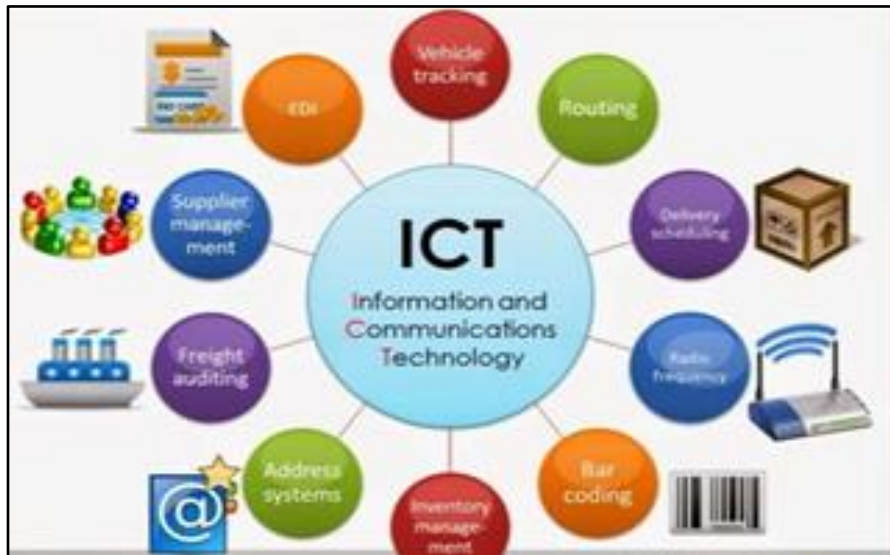 Vehicle
tracking
EDI
Routing
Supplier
manage-
ment
Delivery
scheduling
ICT
Information and
Communications
Technology
Freight
auditing
Radio
frequency
Address
systems
Bar
coding
Inventory
manage-
ment
@